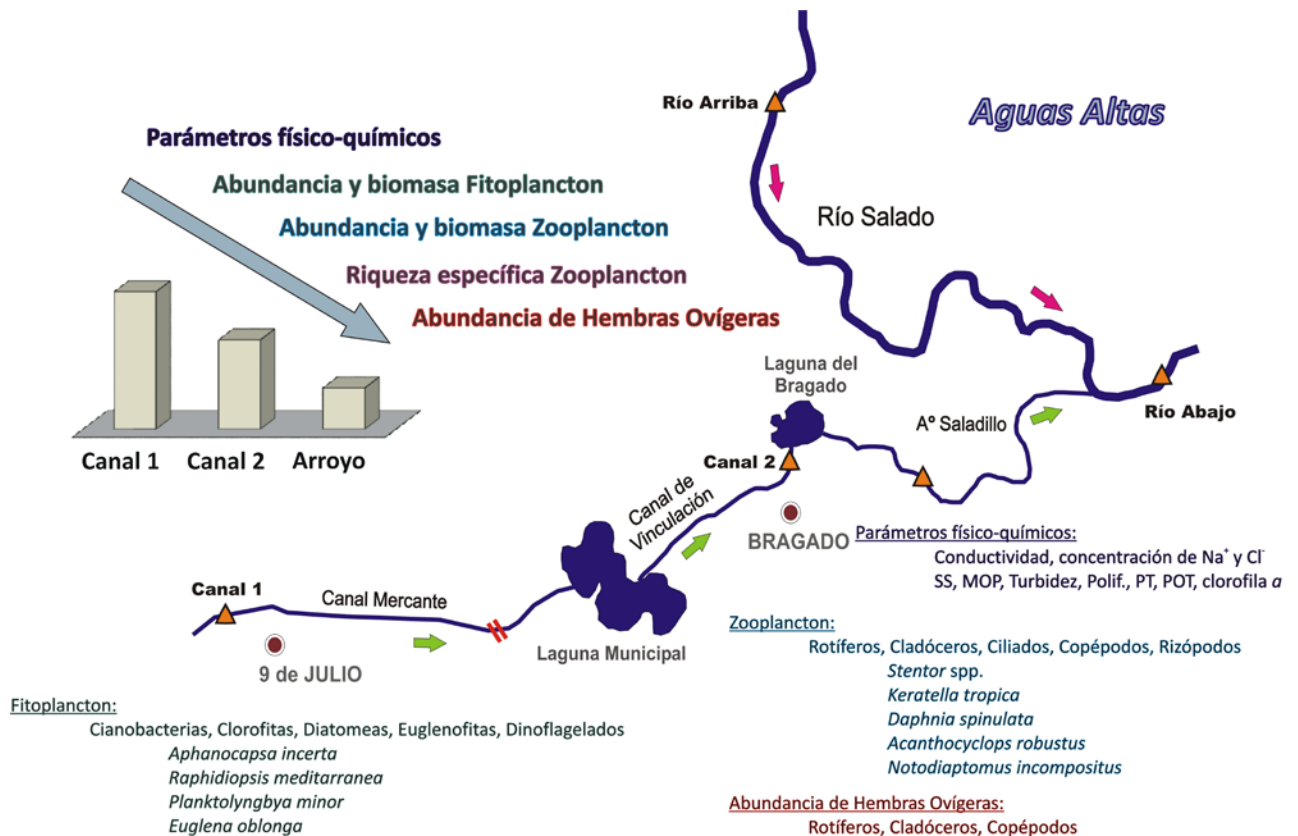 Río Arriba
Aguas Altas
Parámetros físico-químicos
Abundancia y biomasa Fitoplancton
Abundancia y biomasa Zooplancton
Riqueza específica Zooplancton
Abundancia de Hembras Ovígeras
Río Salado
Canal 1 Canal 2 Arroyo
Laguna del
Bragado
Río Abajo
Aº Saladillo
Canal 2
Canal de
Vinculación
BRAGADO
Canal 1
Canal Mercante
9 de JULIO
Laguna Municipal
Parámetros físico-químicos:
Conductividad, concentración de Na⁺ y Cl⁻
SS, MOP, Turbidez, Polif., PT, POT, clorofila a
Zooplancton:
Rotíferos, Cladóceros, Ciliados, Copépódos, Rizópodos
Stentor spp.
Keratella tropica
Daphnia spinulata
Acanthocyclops robustus
Notodiaptomus incompositus
Abundancia de Hembras Ovígeras:
Rotíferos, Cladóceros, Copépodos
Fitoplancton:
Cianobacterias, Clorofitas, Diatomeas, Euglenofitas, Dinoflagelados
Aphanocapsa incerta
Raphidiopsis meditarranea
Planktolyngbya minor
Euglena oblonga